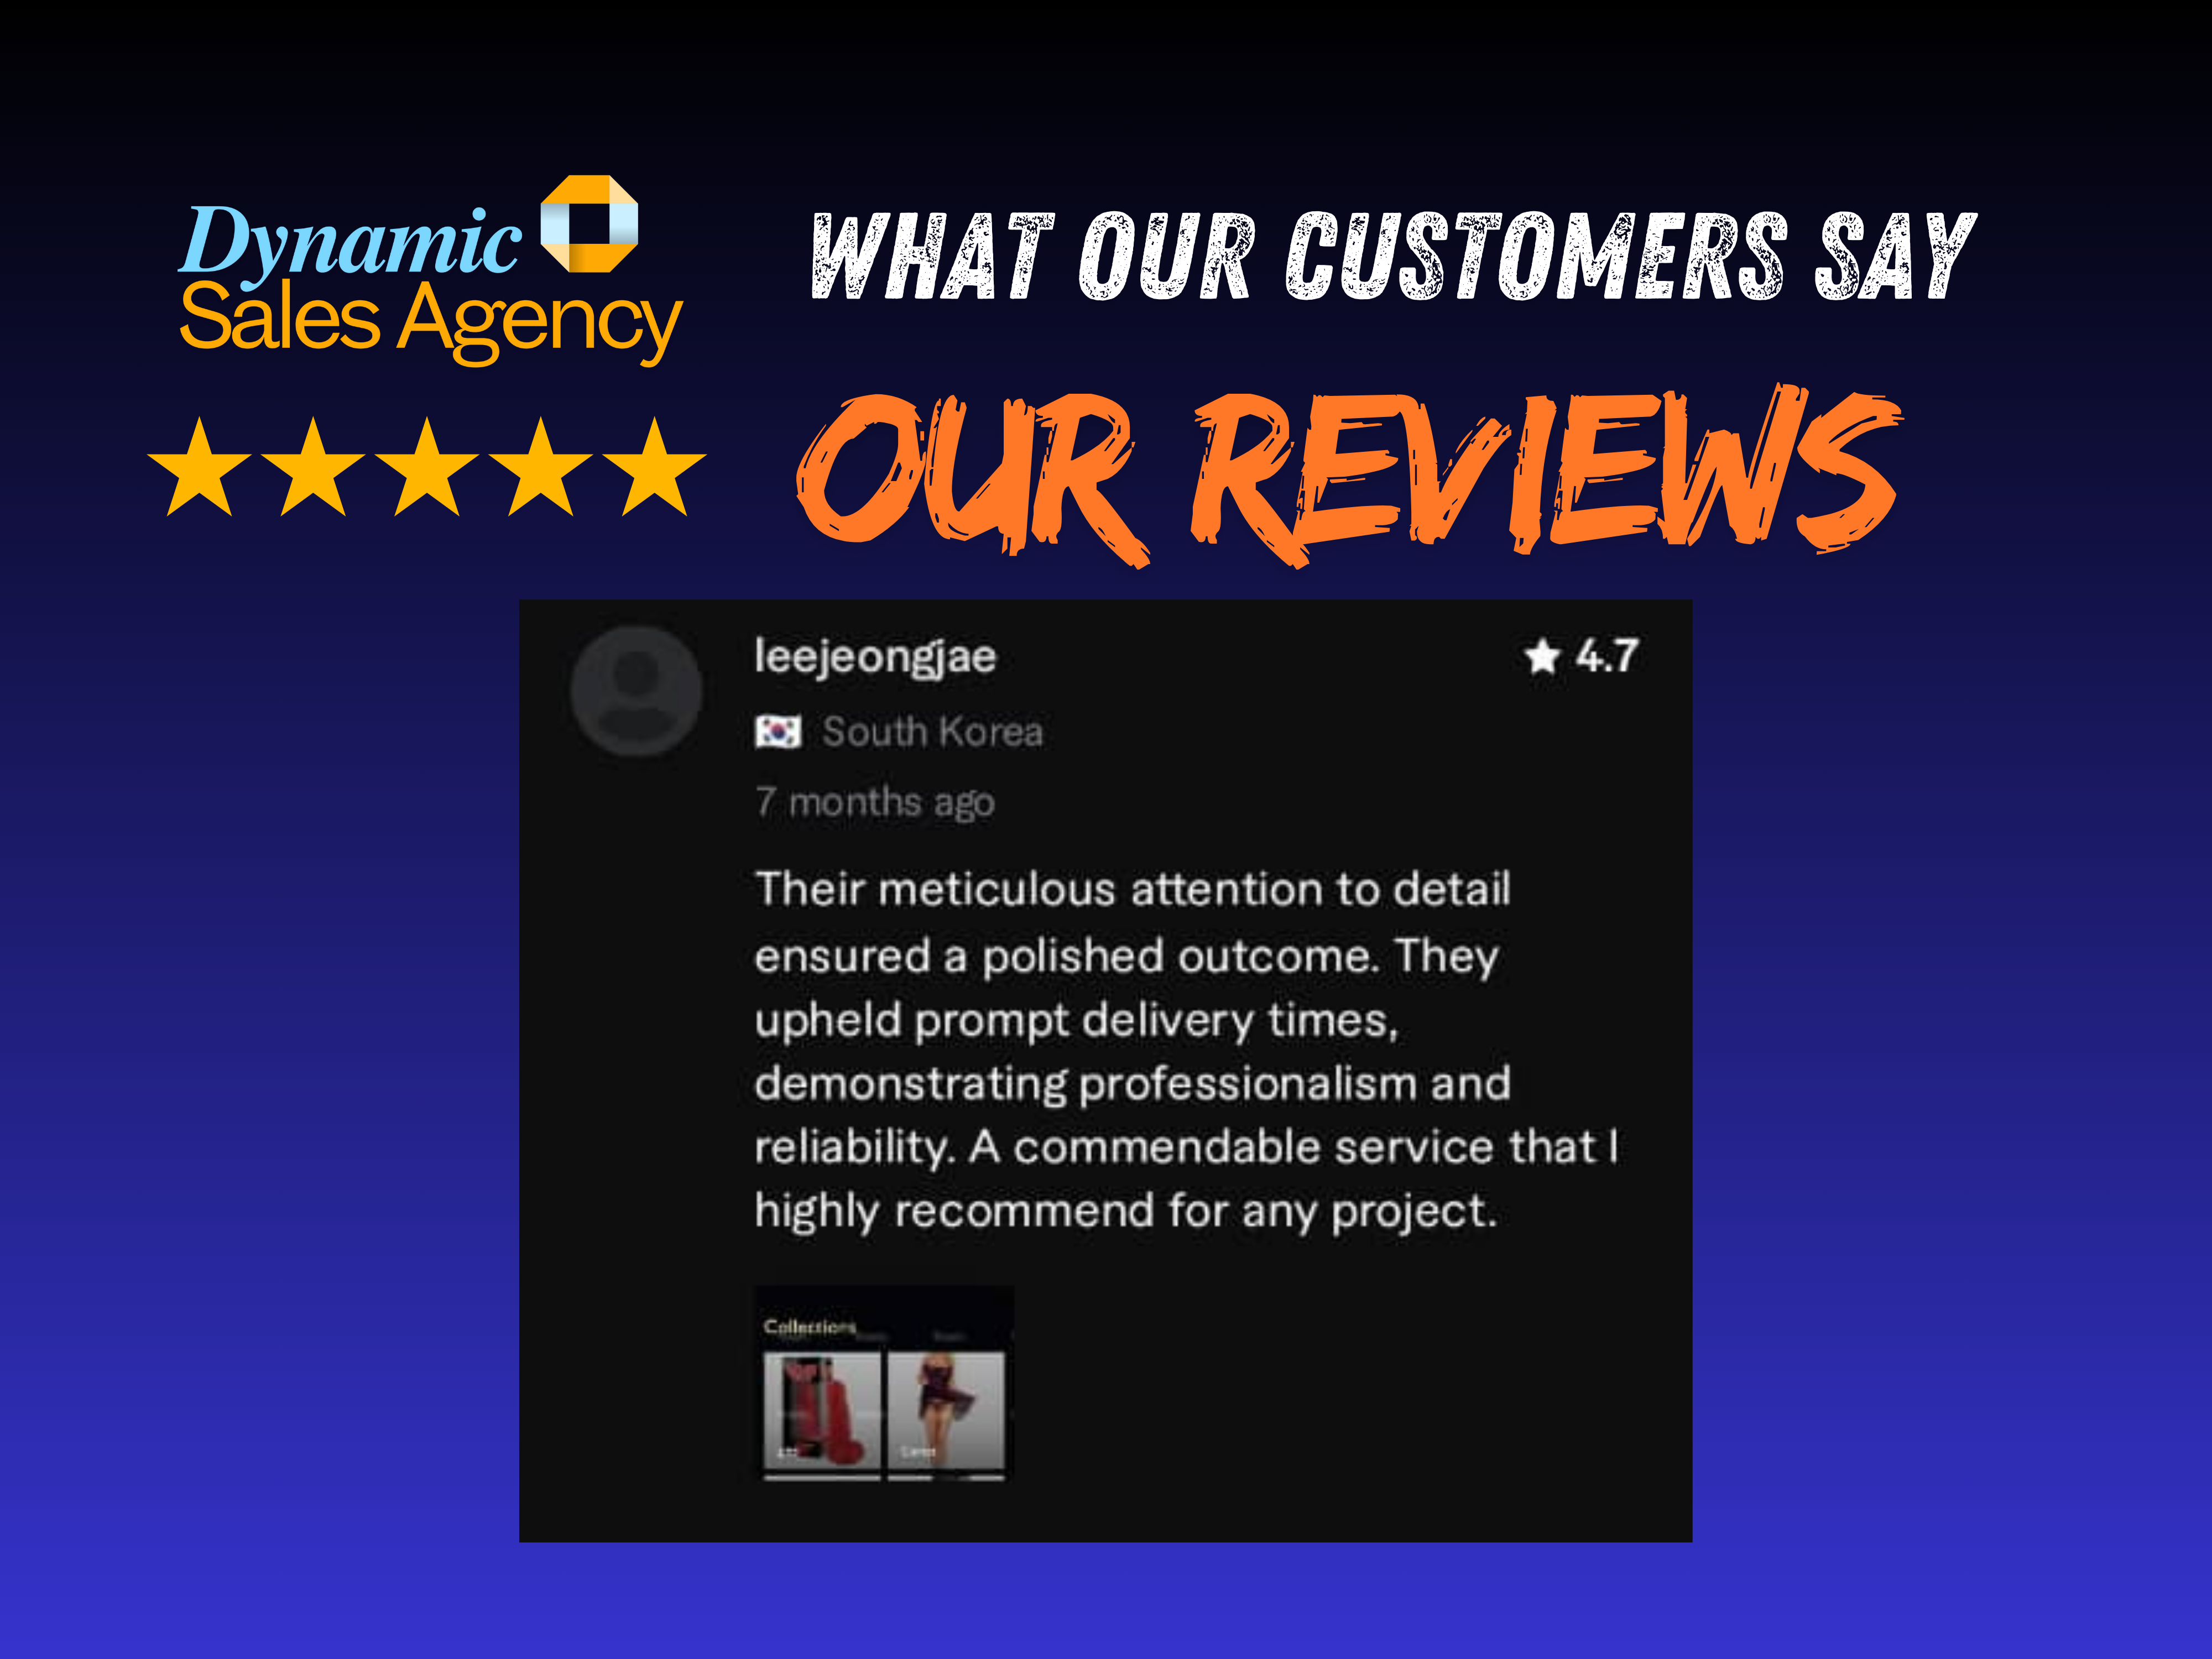 Dynamic
Sales Agency
WHAT OUR CUSTOMERS SAY
OUR REVIEWS
leejeongjae
4.7
South Korea
7 months ago
Their meticulous attention to detail
ensured a polished outcome. They
upheld prompt delivery times,
demonstrating professionalism and
reliability. A commendable service that I
highly recommend for any project.
Collections